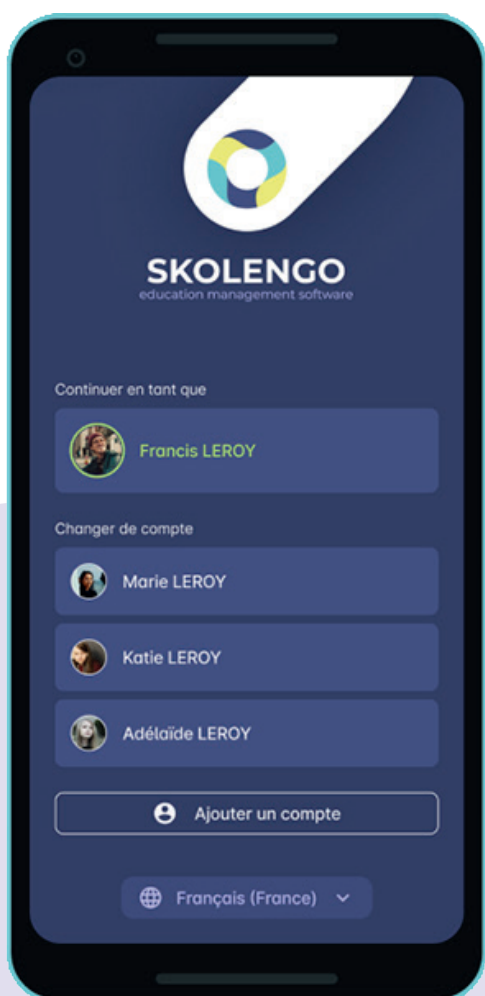 SKOLENGO
education management software
Continuer en tant que
Francis LEROY
Changer de compte
Marie LEROY
Katie LEROY
Adélaïde LEROY
Ajouter un compte
Français (France)